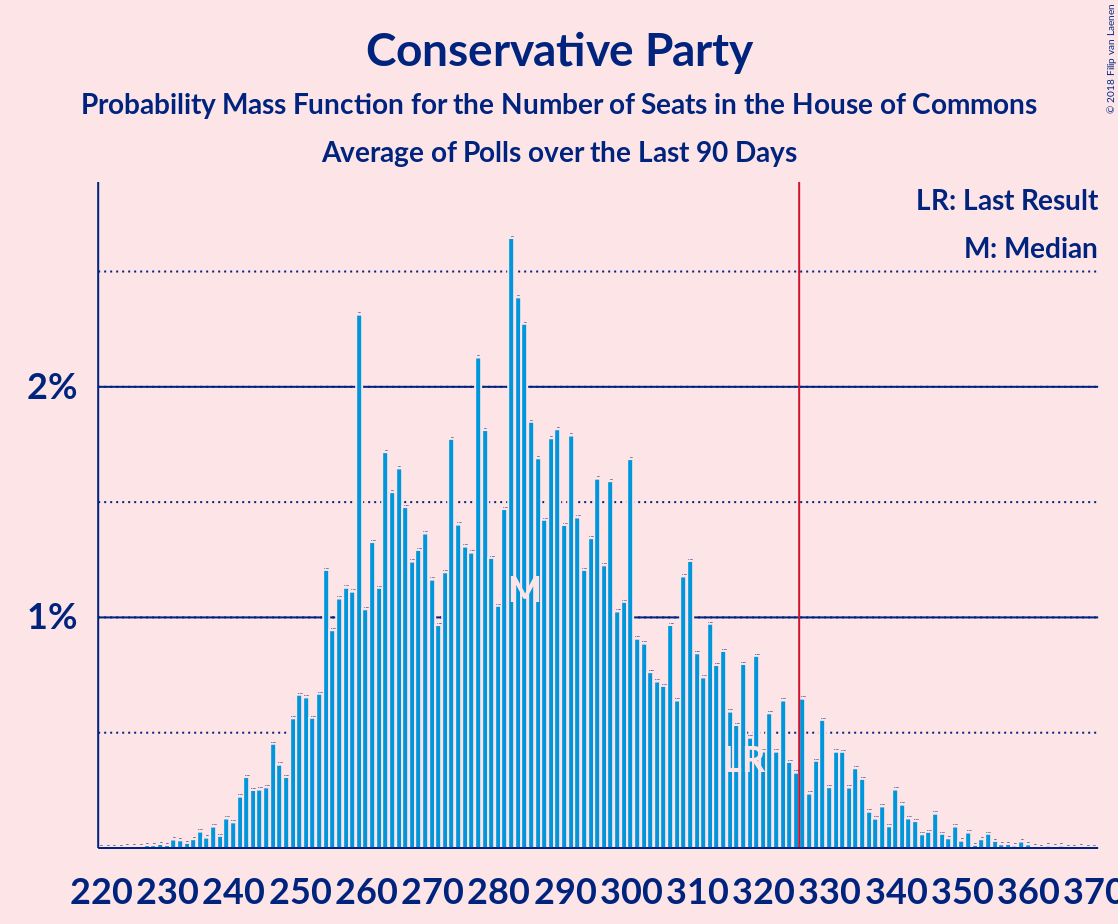 Conservative Party
Probability Mass Function for the Number of Seats in the House of Commons
Average of Polls over the Last 90 Days
© 2018 Filip van Laenen
LR: Last Result
M: Median
2%
1%
M
LR
220 230 240 250 260 270 280 290 300 310 320 330 340 350 360 370